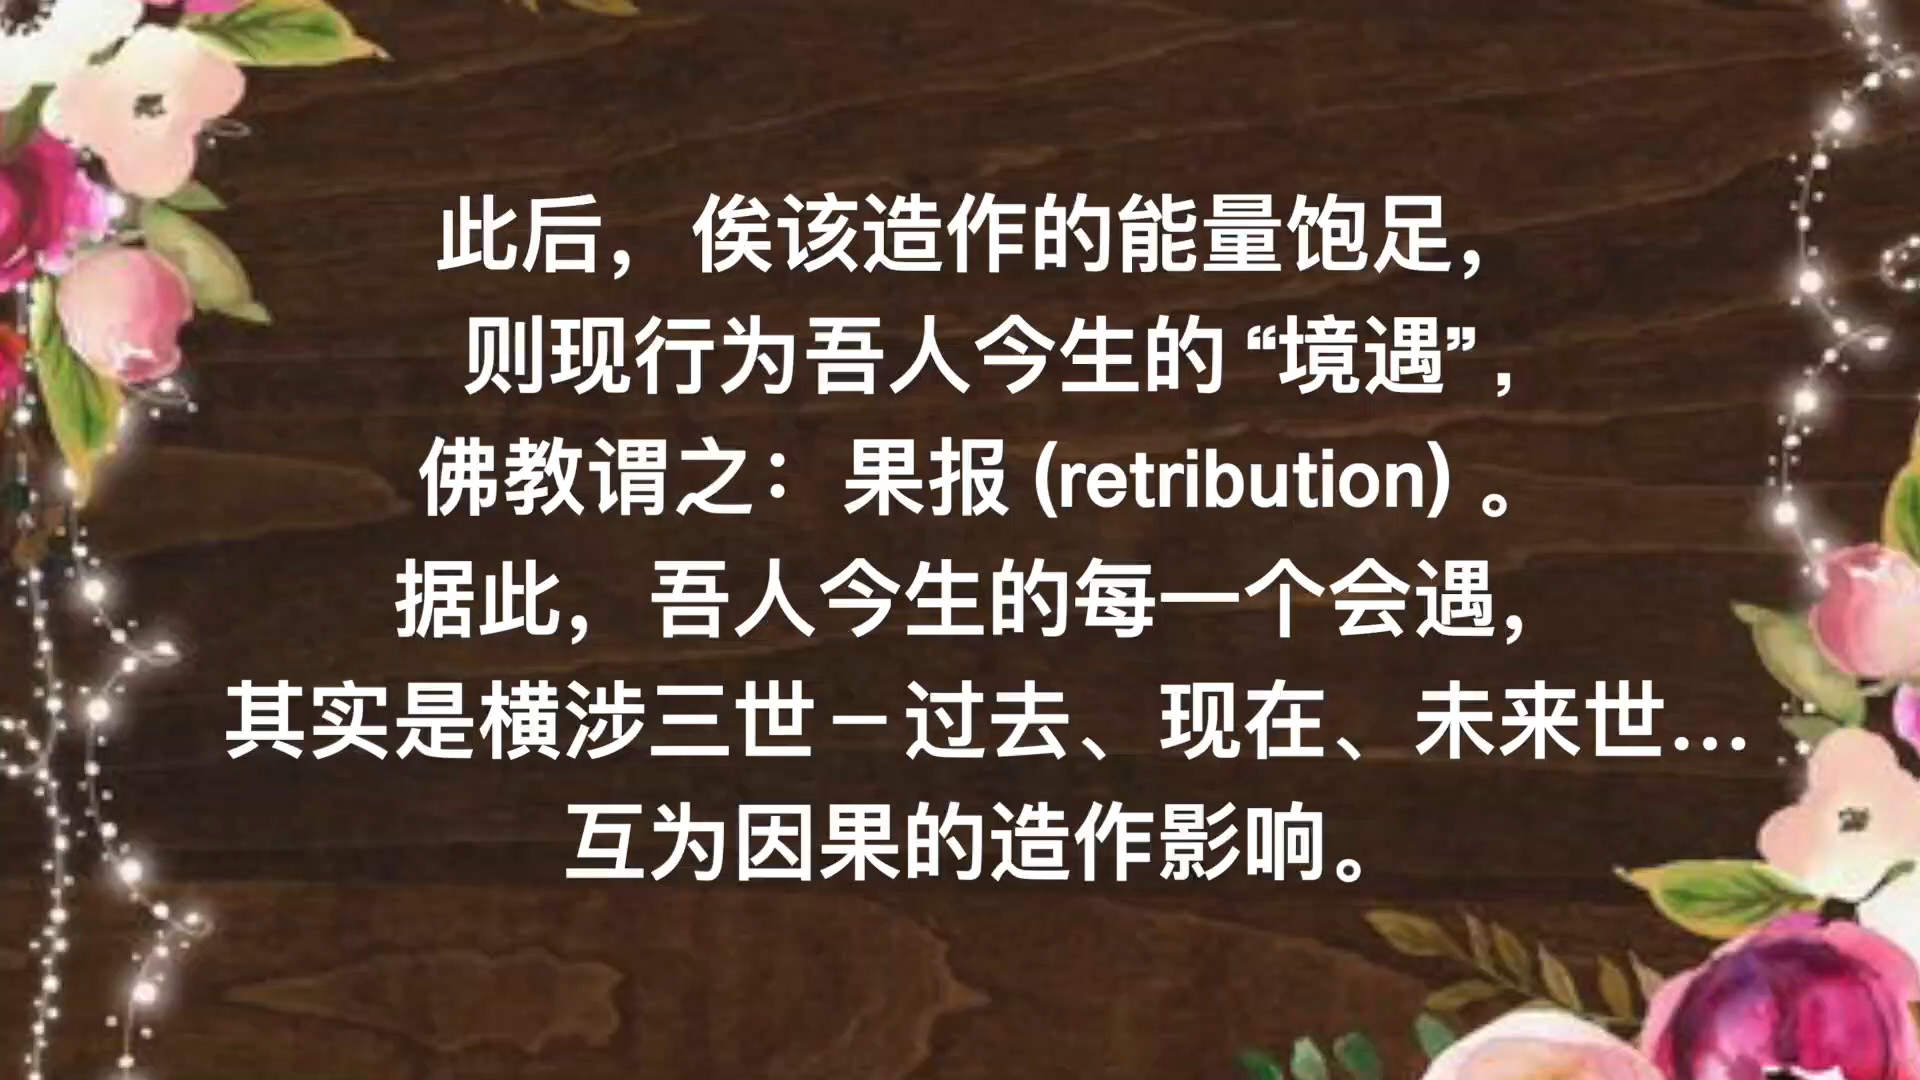 此后，俟该造作的能量饱足，
则现行为吾人今生的 “境遇” ,
佛教谓之：果报 (retribution) 。
据此，吾人今生的每一个会遇，
其实是横涉三世 – 过去、现在、未来世...
互为因果的造作影响。